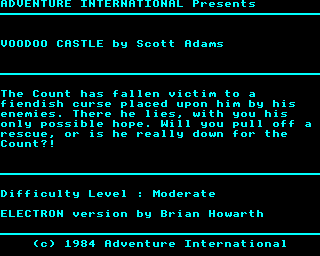 ADVENTURE INTERNATIONAL Presents
VOODOO CASTLE by Scott Adams
The Count has fallen victim to a
fiendish curse placed upon him by his
enemies. There he lies, with you his
only possible hope. Will you pull off a
rescue, or is he really down for the
Count?!
Difficulty Level : Moderate
ELECTRON version by Brian Howarth
(c) 1984 Adventure International